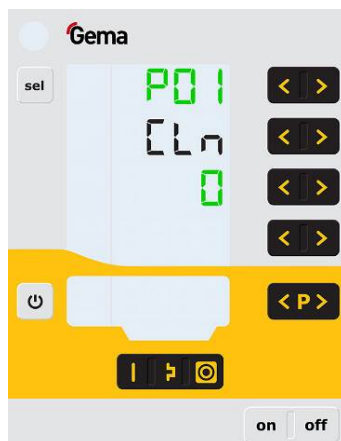 Gema
sel
P01
CLn
0
< >
< >
< >
< >
< P >
on off